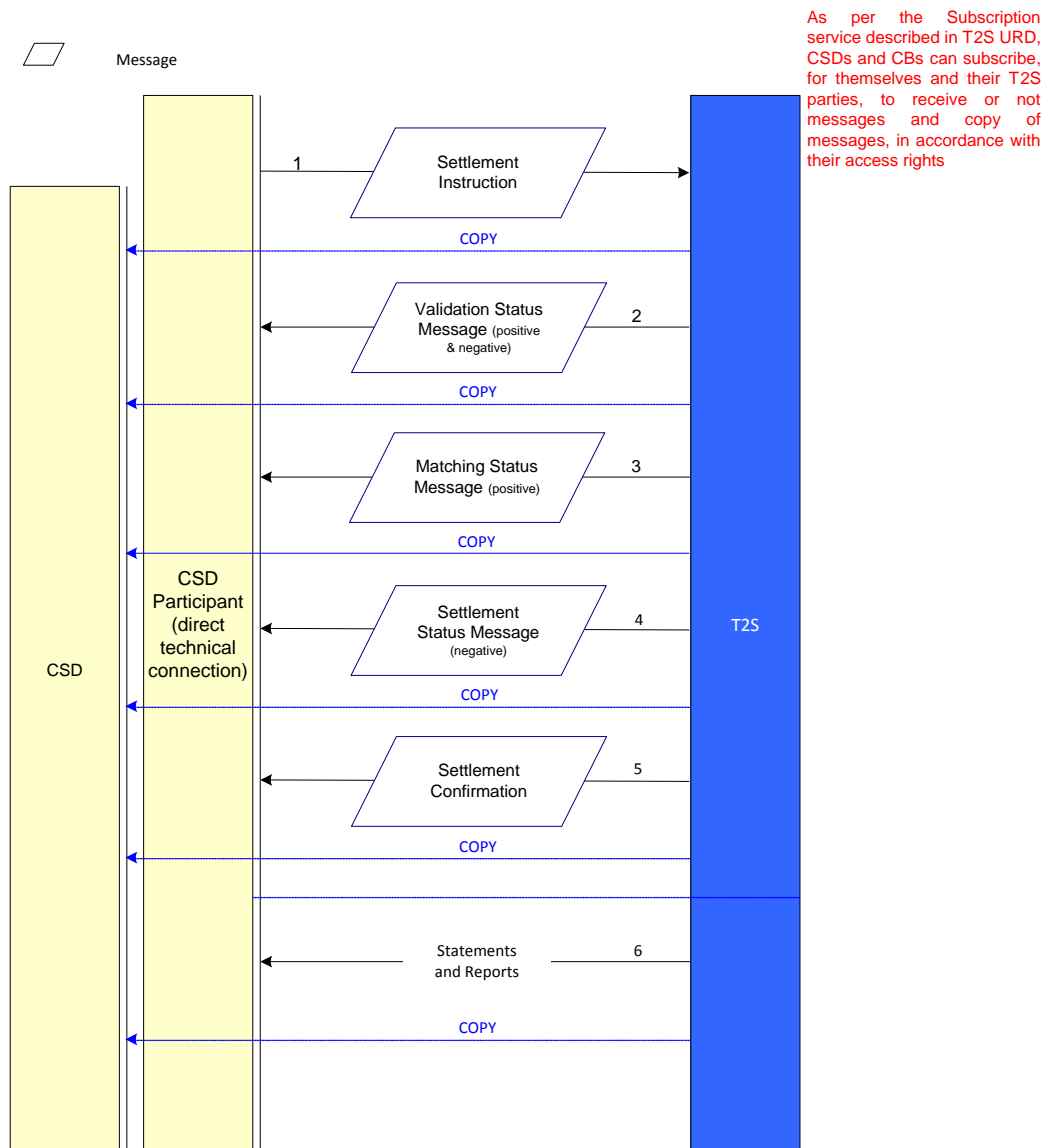 As per the Subscription
service described in T2S URD,
CSDs and CBs can subscribe,
for themselves and their T2S
parties, to receive or not
messages and copy of
messages, in accordance with
their access rights
Message
1
Settlement
Instruction
COPY
Validation Status
Message (positive
& negative)
2
COPY
Matching Status
Message (positive)
3
COPY
CSD
Participant
(direct
technical
connection)
Settlement
Status Message
(negative)
4
T2S
CSD
COPY
Settlement
Confirmation
5
COPY
Statements
and Reports
6
COPY